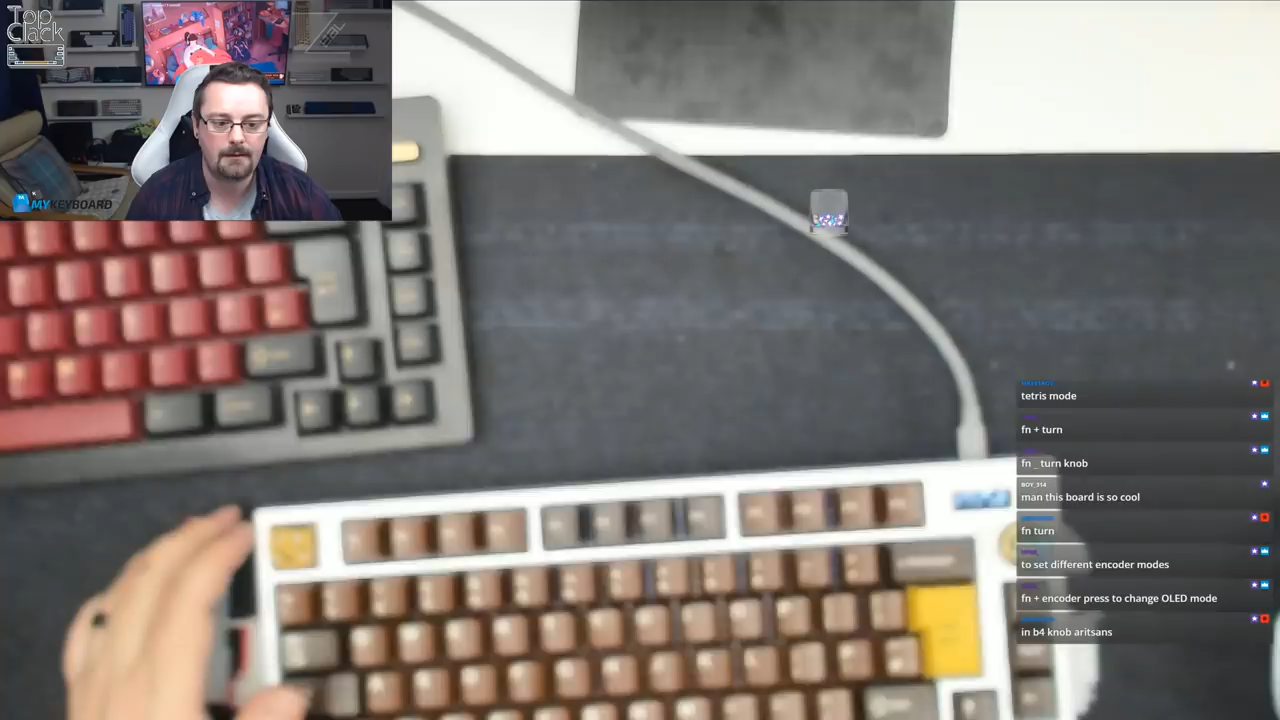 Top
Clack
MYKEYBOARD
tetris mode
fn + turn
fn _ turn knob
BOY_314
man this board is so cool
fn turn
to set different encoder modes
fn + encoder press to change OLED mode
in b4 knob aritsans